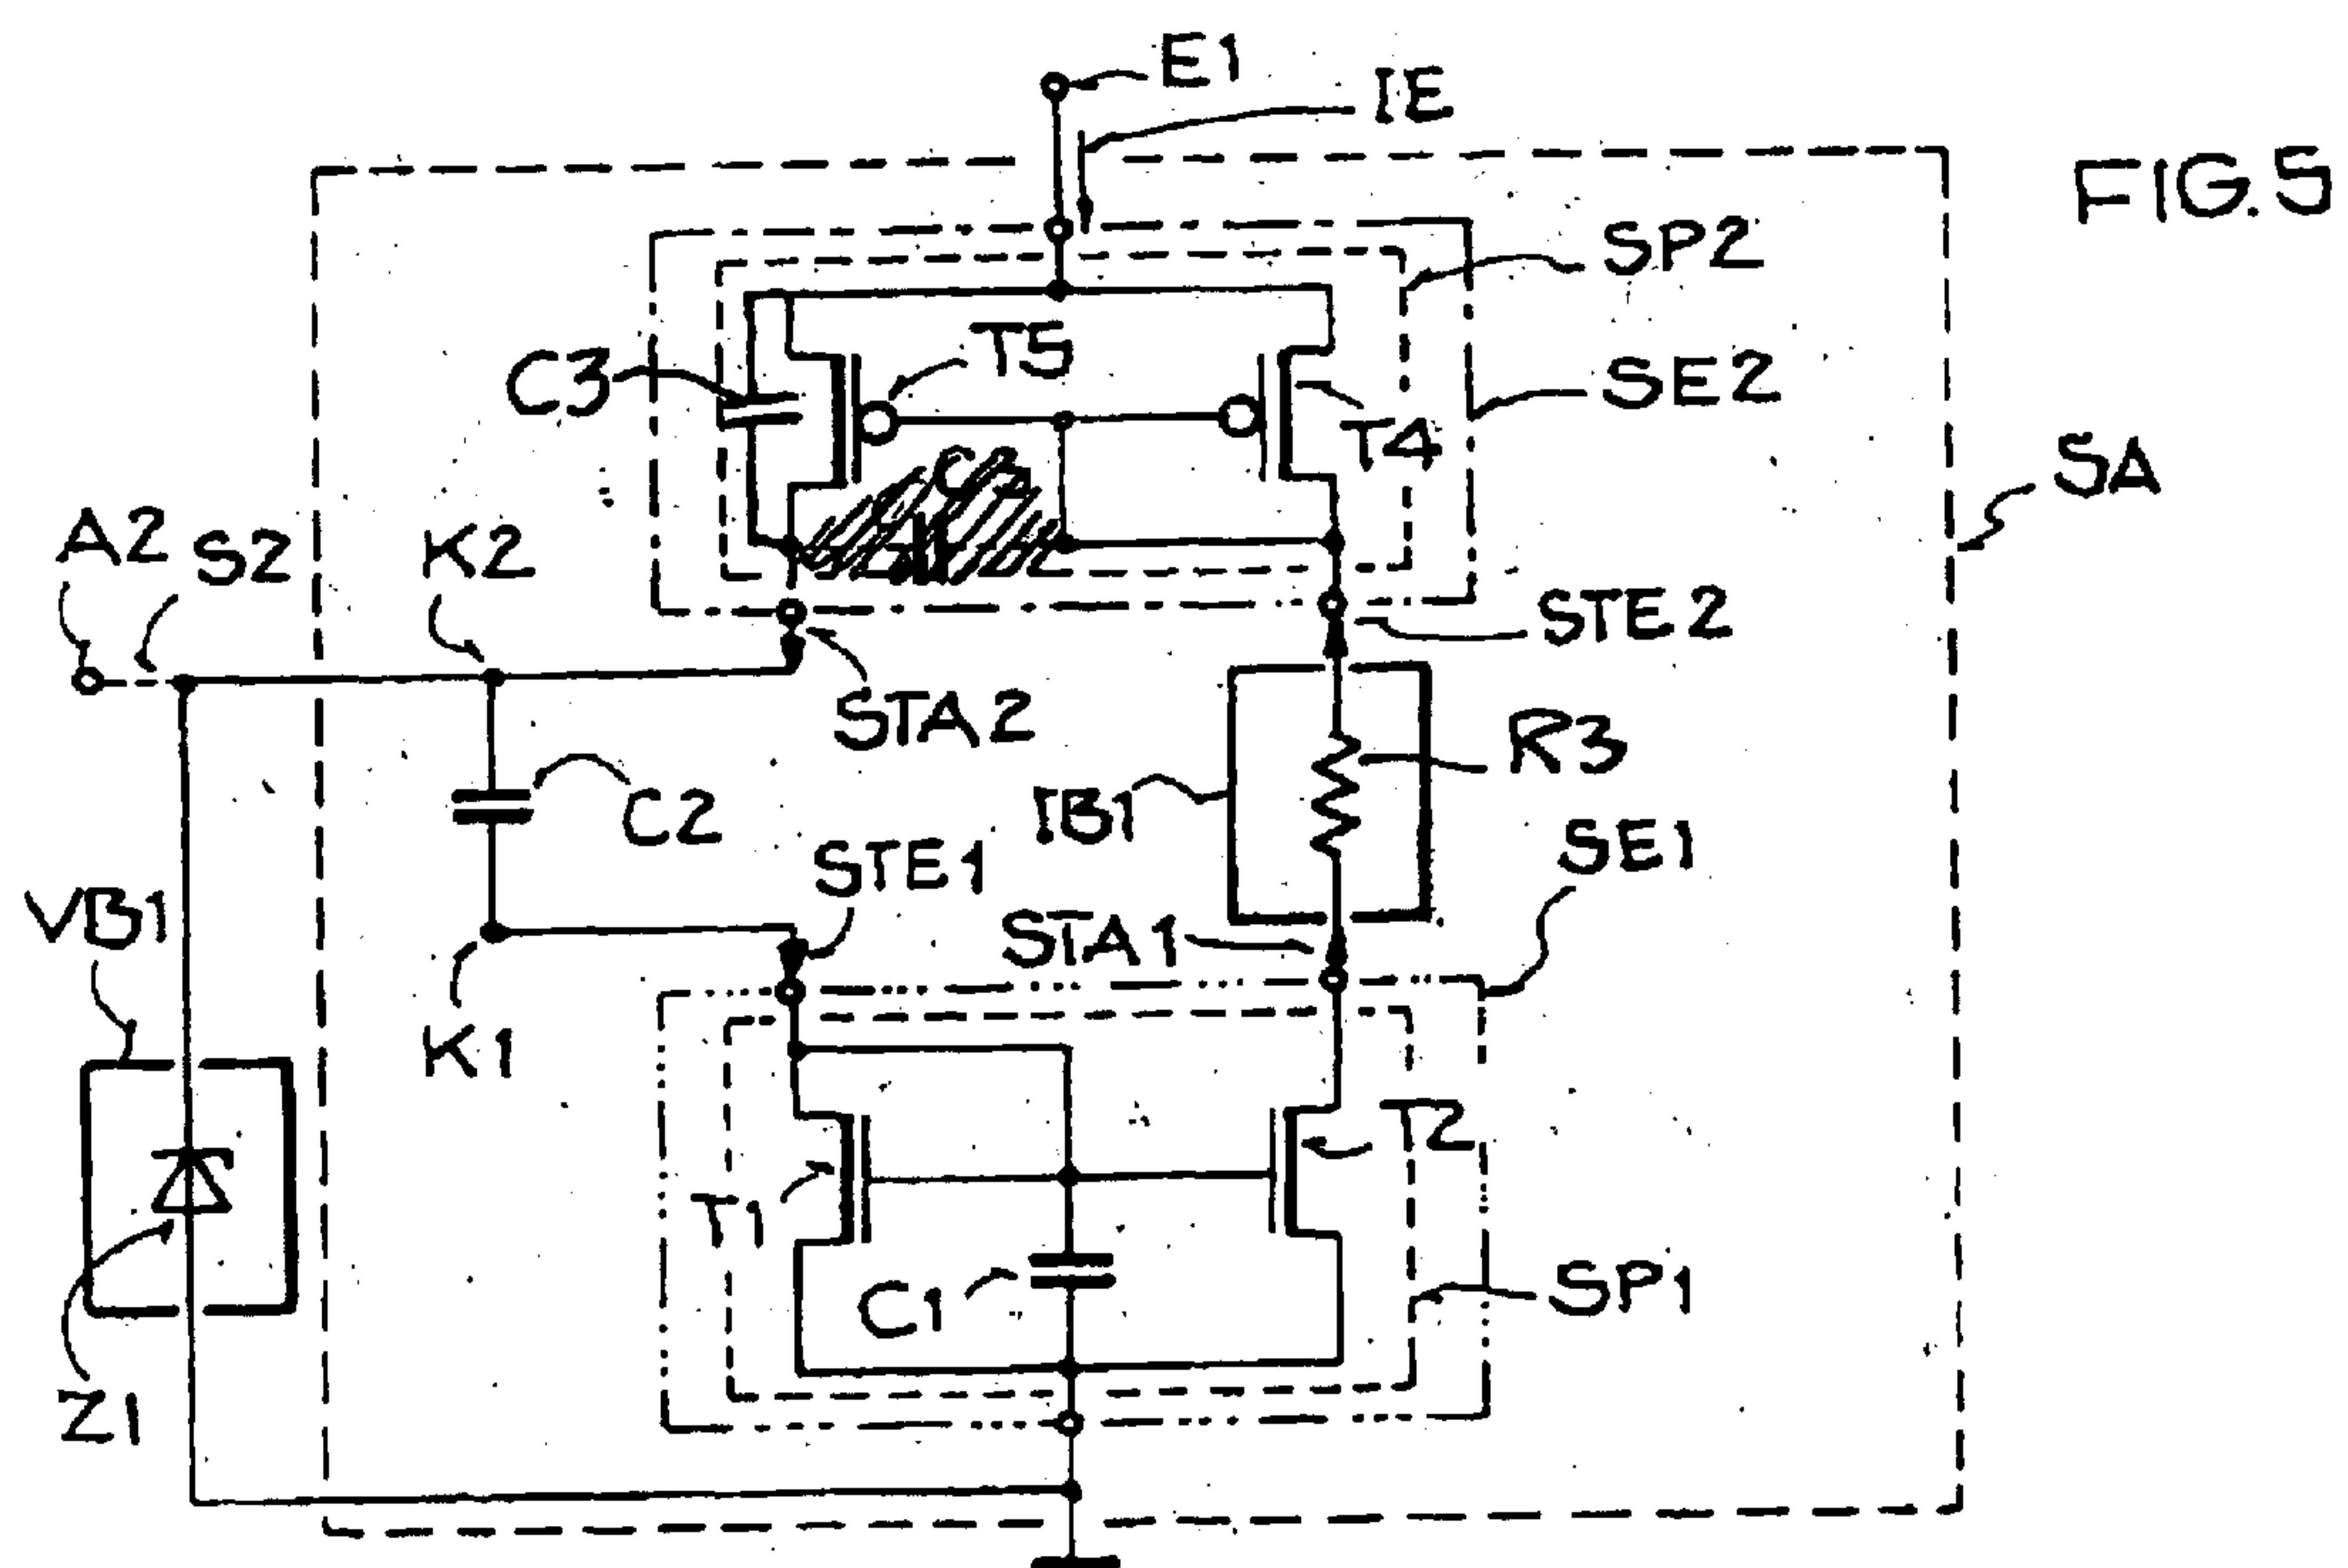 E1
IE
FIG.5
SP2
T5
C3
SE2
T4
SA
A2
S2
K2
STE2
STA2
R3
C2
IB1
SE1
STE1
VB1
STA1
K1
T2
T1
C1
SP1
Z1